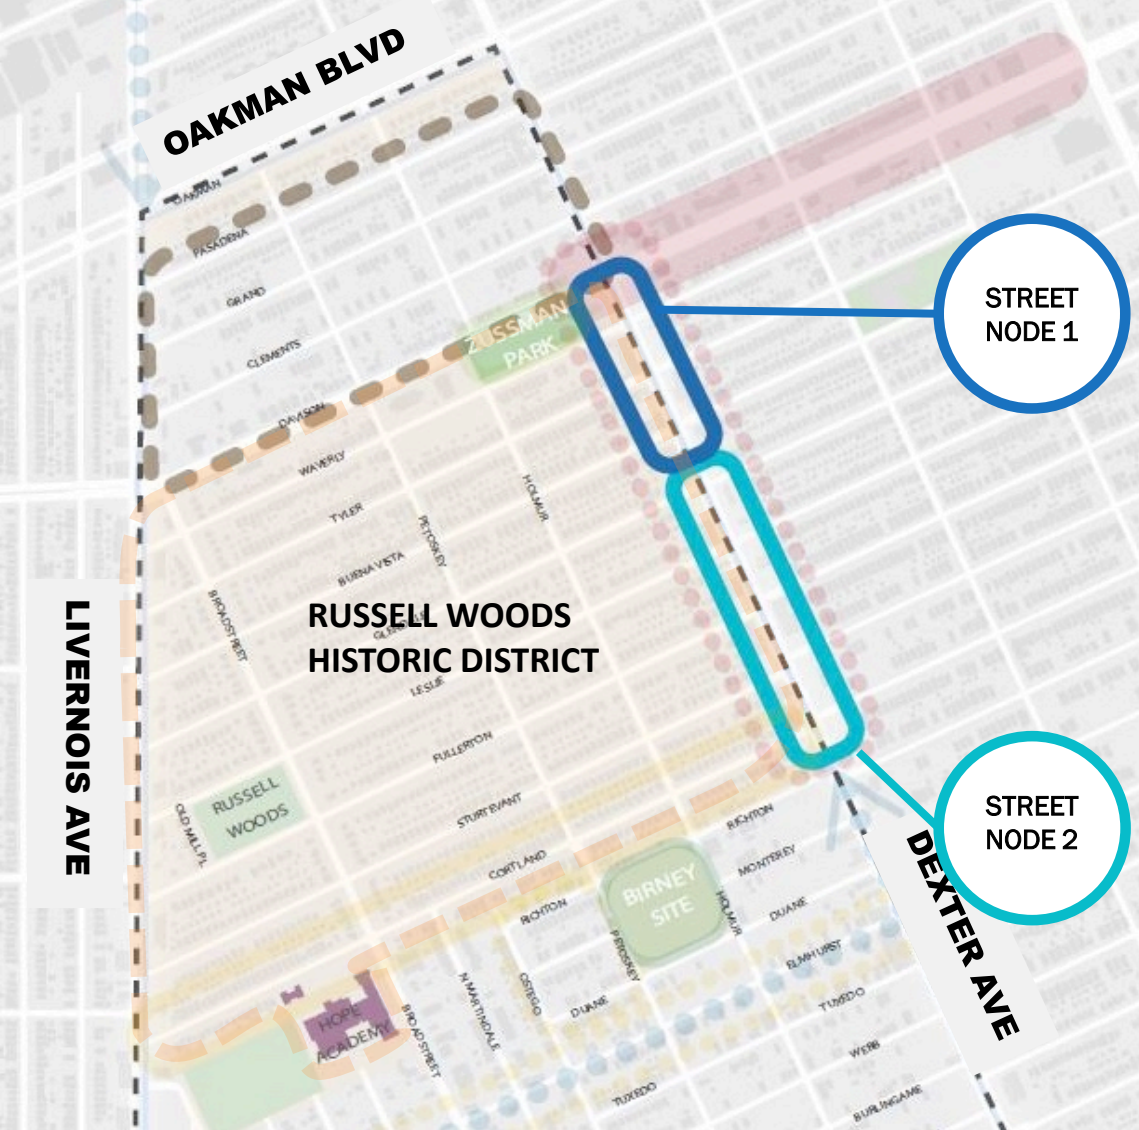 OAKMAN BLVD
OAKMAN
PASADENA
GRAND
CLEMENTS
DAVISON
ZUSSMAN
PARK
STREET
NODE 1
WAVERLY
TYLER
HOLMUR
PETOSKEY
BUENA VISTA
BROADSTREET
LIVERNOIS AVE
RUSSELL WOODS
HISTORIC DISTRICT
LESLIE
FULLERTON
RUSSELL
WOODS
OLD MILL PL
STURTEVANT
CORTLAND
STREET
NODE 2
DEXTER AVE
RICHTON
MONTEREY
BIRNEY
SITE
HOLMUR
DUANE
RICHTON
PETOSKEY
ELMHURST
OSTEGO
DUANE
N MARTINDALE
BROADSTREET
HOPE
ACADEMY
TUXEDO
WEBB
TUXEDO
BURLINGAME